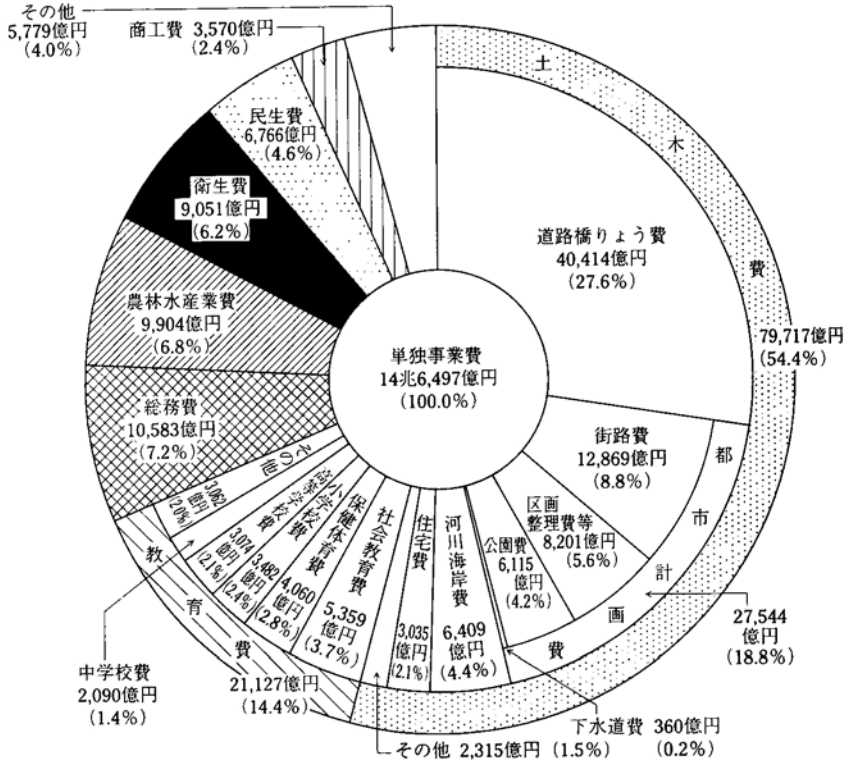 その他
5,779億円
(4.0%)
商工費 3,570億円
(2.4%)
民生費
6,766億円
(4.6%)
衛生費
9,051億円
(6.2%)
農林水産業費
9,904億円
(6.8%)
総務費
10,583億円
(7.2%)
単独事業費
14兆6,497億円
(100.0%)
土木費
79,717億円
(54.4%)
道路橋りょう費
40,414億円
(27.6%)
都市計画費
27,544
億円
(18.8%)
街路費
12,869億円
(8.8%)
区画
整理費等
8,201億円
(5.6%)
公園費
6,115
億円
(4.2%)
下水道費 360億円
(0.2%)
河川海岸費
6,409
億円
(4.4%)
住宅費
3,035
億円
(2.1%)
その他 2,315億円 (1.5%)
教育費
21,127億円
(14.4%)
社会教育費
5,359
億円
(3.7%)
保健体育費
4,060
億円
(2.8%)
小学校費
3,482
億円
(2.4%)
高等学校費
3,074
億円
(2.1%)
中学校費
2,090億円
(1.4%)
その他
3,062
億円
(2.0%)